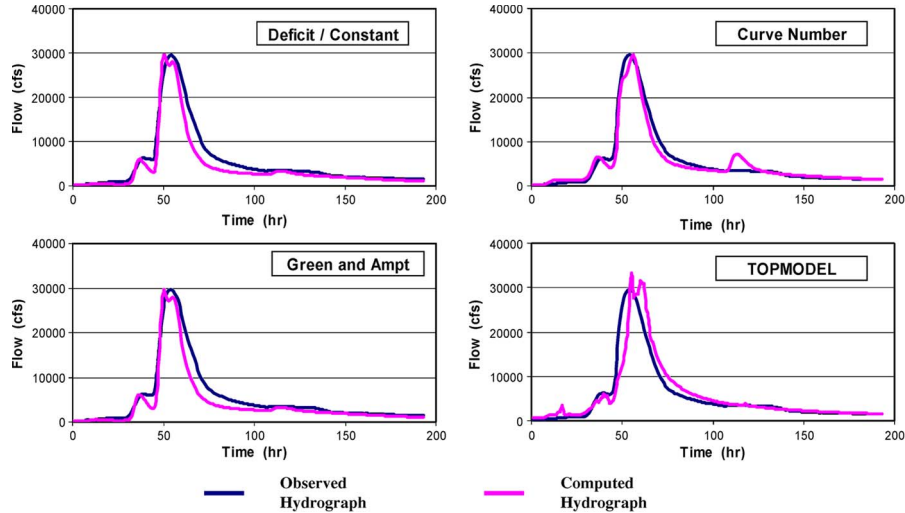 Deficit / Constant
Flow (cfs)
40000
30000
20000
10000
0
0 50 100 150 200
Time (hr)
Curve Number
Flow (cfs)
40000
30000
20000
10000
0
0 50 100 150 200
Time (hr)
Green and Ampt
Flow (cfs)
40000
30000
20000
10000
0
0 50 100 150 200
Time (hr)
TOPMODEL
Flow (cfs)
40000
30000
20000
10000
0
0 50 100 150 200
Time (hr)
Observed
Hydrograph
Computed
Hydrograph